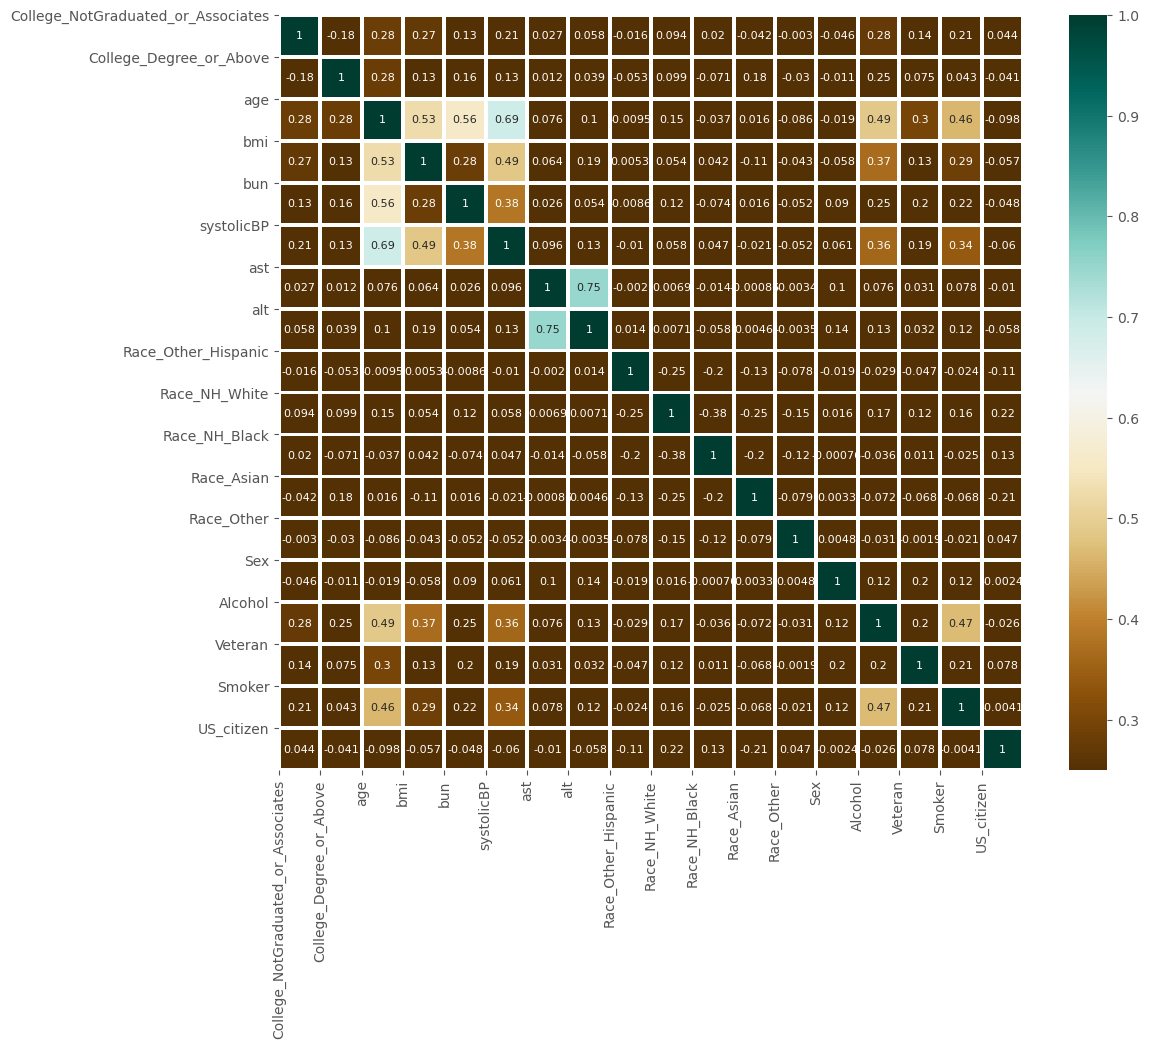 College_NotGraduated_or_Associates
1 -0.18 0.28 0.27 0.13 0.21 0.027 0.058 -0.016 0.094 0.02 -0.042 -0.003 -0.046 0.28 0.14 0.21 0.044
College_Degree_or_Above
-0.18 1 0.28 0.13 0.16 0.13 0.012 0.039 -0.053 0.099 -0.071 0.18 -0.03 -0.011 0.25 0.075 0.043 -0.041
age
0.28 0.28 1 0.53 0.56 0.69 0.076 0.1 -0.0095 0.15 -0.037 0.016 -0.086 -0.019 0.49 0.3 0.46 -0.098
bmi
0.27 0.13 0.53 1 0.28 0.49 0.064 0.19 0.0053 0.054 0.042 -0.11 -0.043 -0.058 0.37 0.13 0.29 -0.057
bun
0.13 0.16 0.56 0.28 1 0.38 0.026 0.054 -0.0086 0.12 -0.074 0.016 -0.052 0.09 0.25 0.2 0.22 -0.048
systolicBP
0.21 0.13 0.69 0.49 0.38 1 0.096 0.13 -0.01 0.058 0.047 -0.021 -0.052 0.061 0.36 0.19 0.34 -0.06
ast
0.027 0.012 0.076 0.064 0.026 0.096 1 0.75 -0.002 0.0069 -0.014 -0.0034 0.1 0.076 0.031 0.078 -0.01
alt
0.058 0.039 0.1 0.19 0.054 0.13 0.75 1 0.014 0.0071 -0.058 0.0046 -0.0035 0.14 0.13 0.032 0.12 -0.058
Race_Other_Hispanic
-0.016 -0.053 -0.0095 0.0053 -0.0086 -0.01 -0.002 0.014 1 -0.25 -0.2 -0.13 -0.078 -0.019 -0.029 -0.047 -0.024 -0.11
Race_NH_White
0.094 0.099 0.15 0.054 0.12 0.058 0.0069 0.0071 -0.25 1 -0.38 -0.25 -0.15 0.016 0.17 0.12 0.16 0.22
Race_NH_Black
0.02 -0.071 -0.037 0.042 -0.074 0.047 -0.014 -0.058 -0.2 -0.38 1 -0.2 -0.12 -0.036 0.011 -0.025 0.13
Race_Asian
-0.042 0.18 0.016 -0.11 0.016 -0.021 0.0046 -0.13 -0.25 -0.2 1 -0.079 0.0033 -0.072 -0.068 -0.068 -0.21
Race_Other
-0.003 -0.03 -0.086 -0.043 -0.052 -0.052 -0.0034 -0.0035 -0.078 -0.15 -0.12 -0.079 1 0.0048 -0.031 -0.0019 -0.021 0.047
Sex
-0.046 -0.011 -0.019 -0.058 0.09 0.061 0.1 0.14 -0.019 0.016 0.0033 0.0048 1 0.12 0.2 0.12 -0.0024
Alcohol
0.28 0.25 0.49 0.37 0.25 0.36 0.076 0.13 -0.029 0.17 -0.036 -0.072 -0.031 0.12 1 0.2 0.47 -0.026
Veteran
0.14 0.075 0.3 0.13 0.2 0.19 0.031 0.032 -0.047 0.12 0.011 -0.068 -0.0019 0.2 0.2 1 0.21 0.078
Smoker
0.21 0.043 0.46 0.29 0.22 0.34 0.078 0.12 -0.024 0.16 -0.025 -0.068 -0.021 0.12 0.47 0.21 1 -0.0041
US_citizen
0.044 -0.041 -0.098 -0.057 -0.048 -0.06 -0.01 -0.058 -0.11 0.22 0.13 -0.21 0.047 -0.0024 -0.026 0.078 -0.0041 1
College_NotGraduated_or_Associates
College_Degree_or_Above
age
bmi
bun
systolicBP
ast
alt
Race_Other_Hispanic
Race_NH_White
Race_NH_Black
Race_Asian
Race_Other
Sex
Alcohol
Veteran
Smoker
US_citizen
1.0
0.9
0.8
0.7
0.6
0.5
0.4
0.3